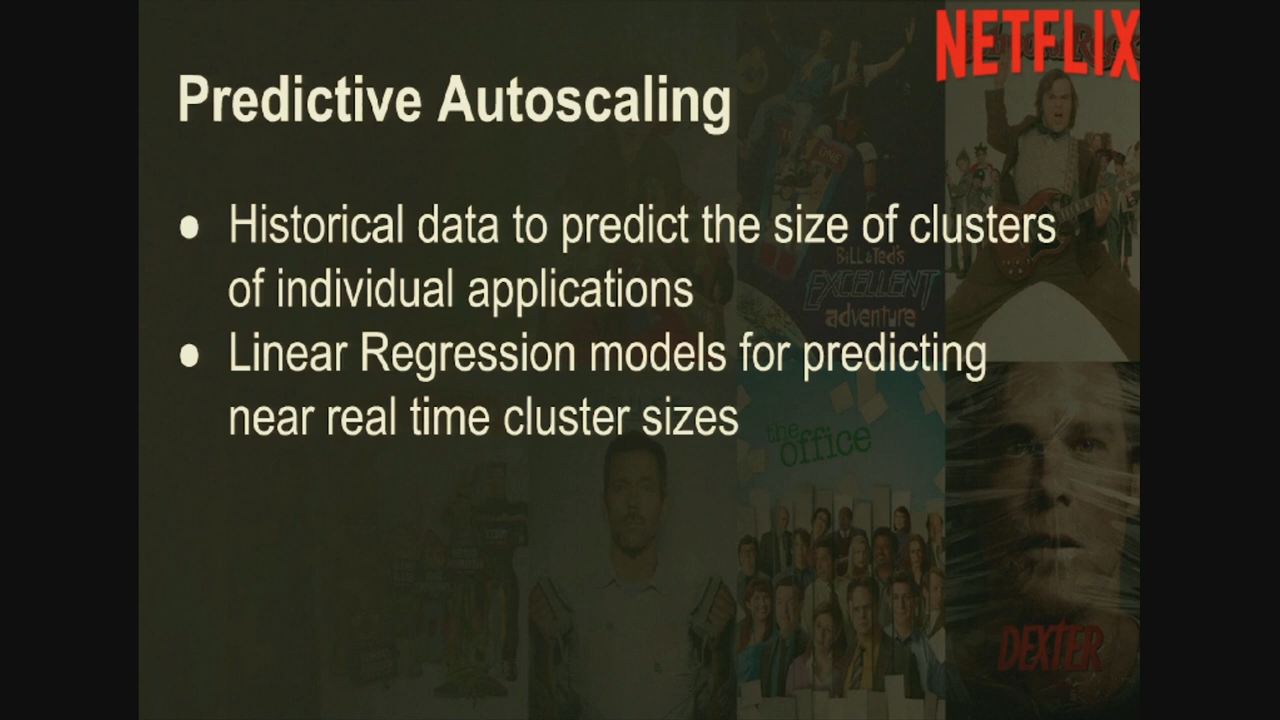 NETFLIX
Predictive Autoscaling
● Historical data to predict the size of clusters
of individual applications
● Linear Regression models for predicting
near real time cluster sizes
BiLL & Ted's
EXCELLENT
adventure
the
office
DEXTER